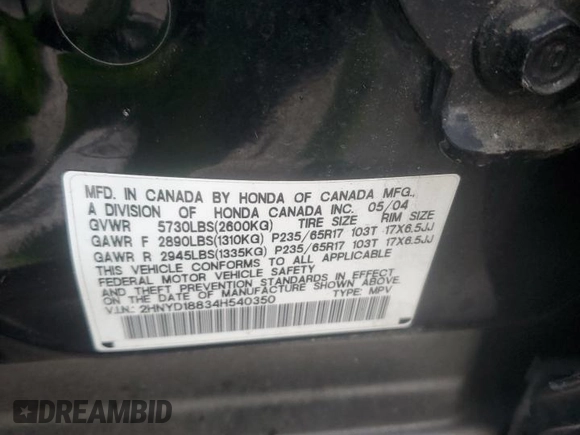 MFD. IN CANADA BY HONDA OF CANADA MFG.,
A DIVISION OF HONDA CANADA INC. 05/04
GVWR 5730LBS(2600KG) TIRE SIZE RIM SIZE
GAWR F 2890LBS(1310KG) P235/65R17 103T 17X6.5JJ
GAWR R 2945LBS(1335KG) P235/65R17 103T 17X6.5JJ
THIS VEHICLE CONFORMS TO ALL APPLICABLE
FEDERAL MOTOR VEHICLE SAFETY
AND THEFT PREVENTION STANDARDS IN EFFECT ON
THE DATE OF MANUFACTURE SHOWN ABOVE.
V.I.N.: 2HNYD18834H540350 TYPE: MPV
DREAMBID